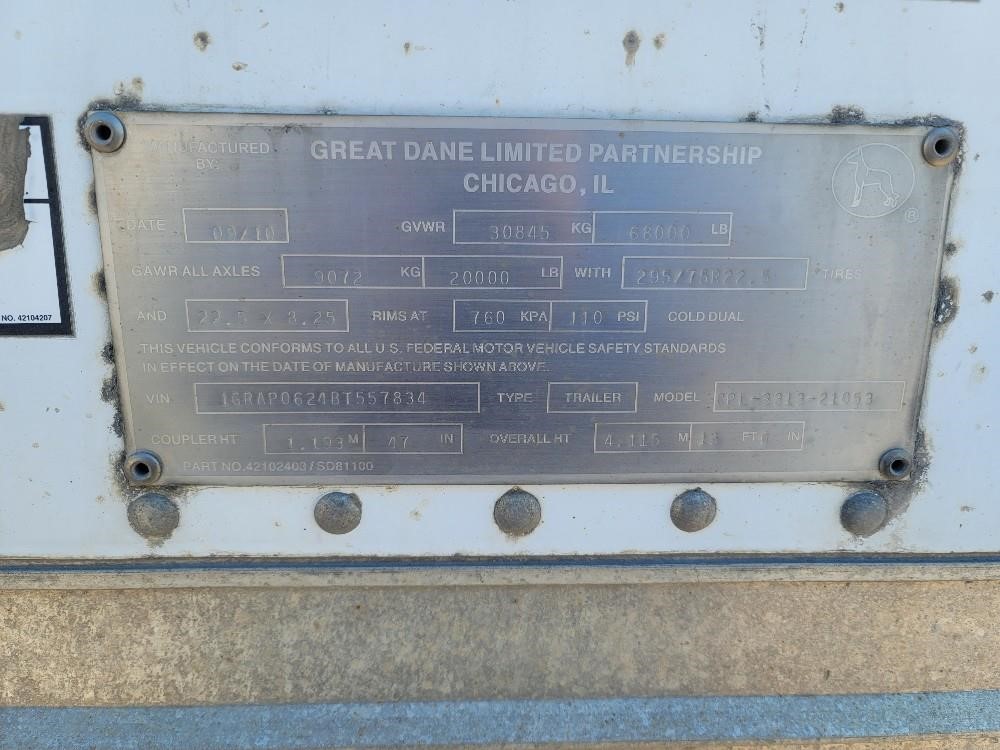 MANUFACTURED BY: GREAT DANE LIMITED PARTNERSHIP
CHICAGO, IL
®
DATE 09/10 GVWR 30845 KG 68000 LB
GAWR ALL AXLES 9072 KG 20000 LB WITH 295/75R22.5 TIRES
AND 22.5 X 8.25 RIMS AT 760 KPA 110 PSI COLD DUAL
THIS VEHICLE CONFORMS TO ALL U.S. FEDERAL MOTOR VEHICLE SAFETY STANDARDS
IN EFFECT ON THE DATE OF MANUFACTURE SHOWN ABOVE.
VIN 1GRAP0624BT557834 TYPE TRAILER MODEL
COUPLER HT 1.193 M 47 IN OVERALL HT 4.115 M 13 FT IN
PART NO.42102403/SD81100
NO. 42104207